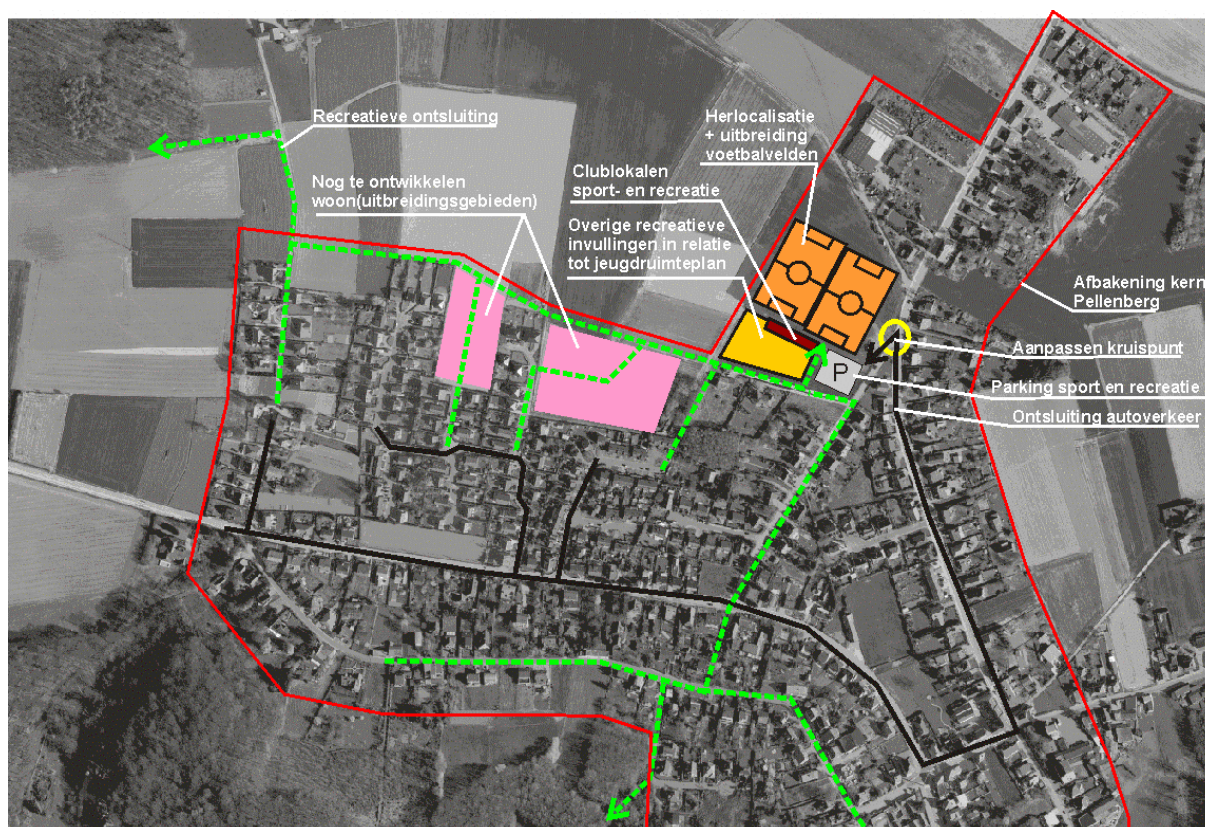 Recreatieve ontsluiting
Nog te ontwikkelen
woon(uitbreidingsgebieden)
Herlocalisatie
+ uitbreiding
voetbalvelden
Clublokalen
sport- en recreatie
Overige recreatieve
invullingen in relatie
tot jeugdruimteplan
Afbakening kern
Pellenberg
Aanpassen kruispunt
P
Parking sport en recreatie
Ontsluiting autoverkeer